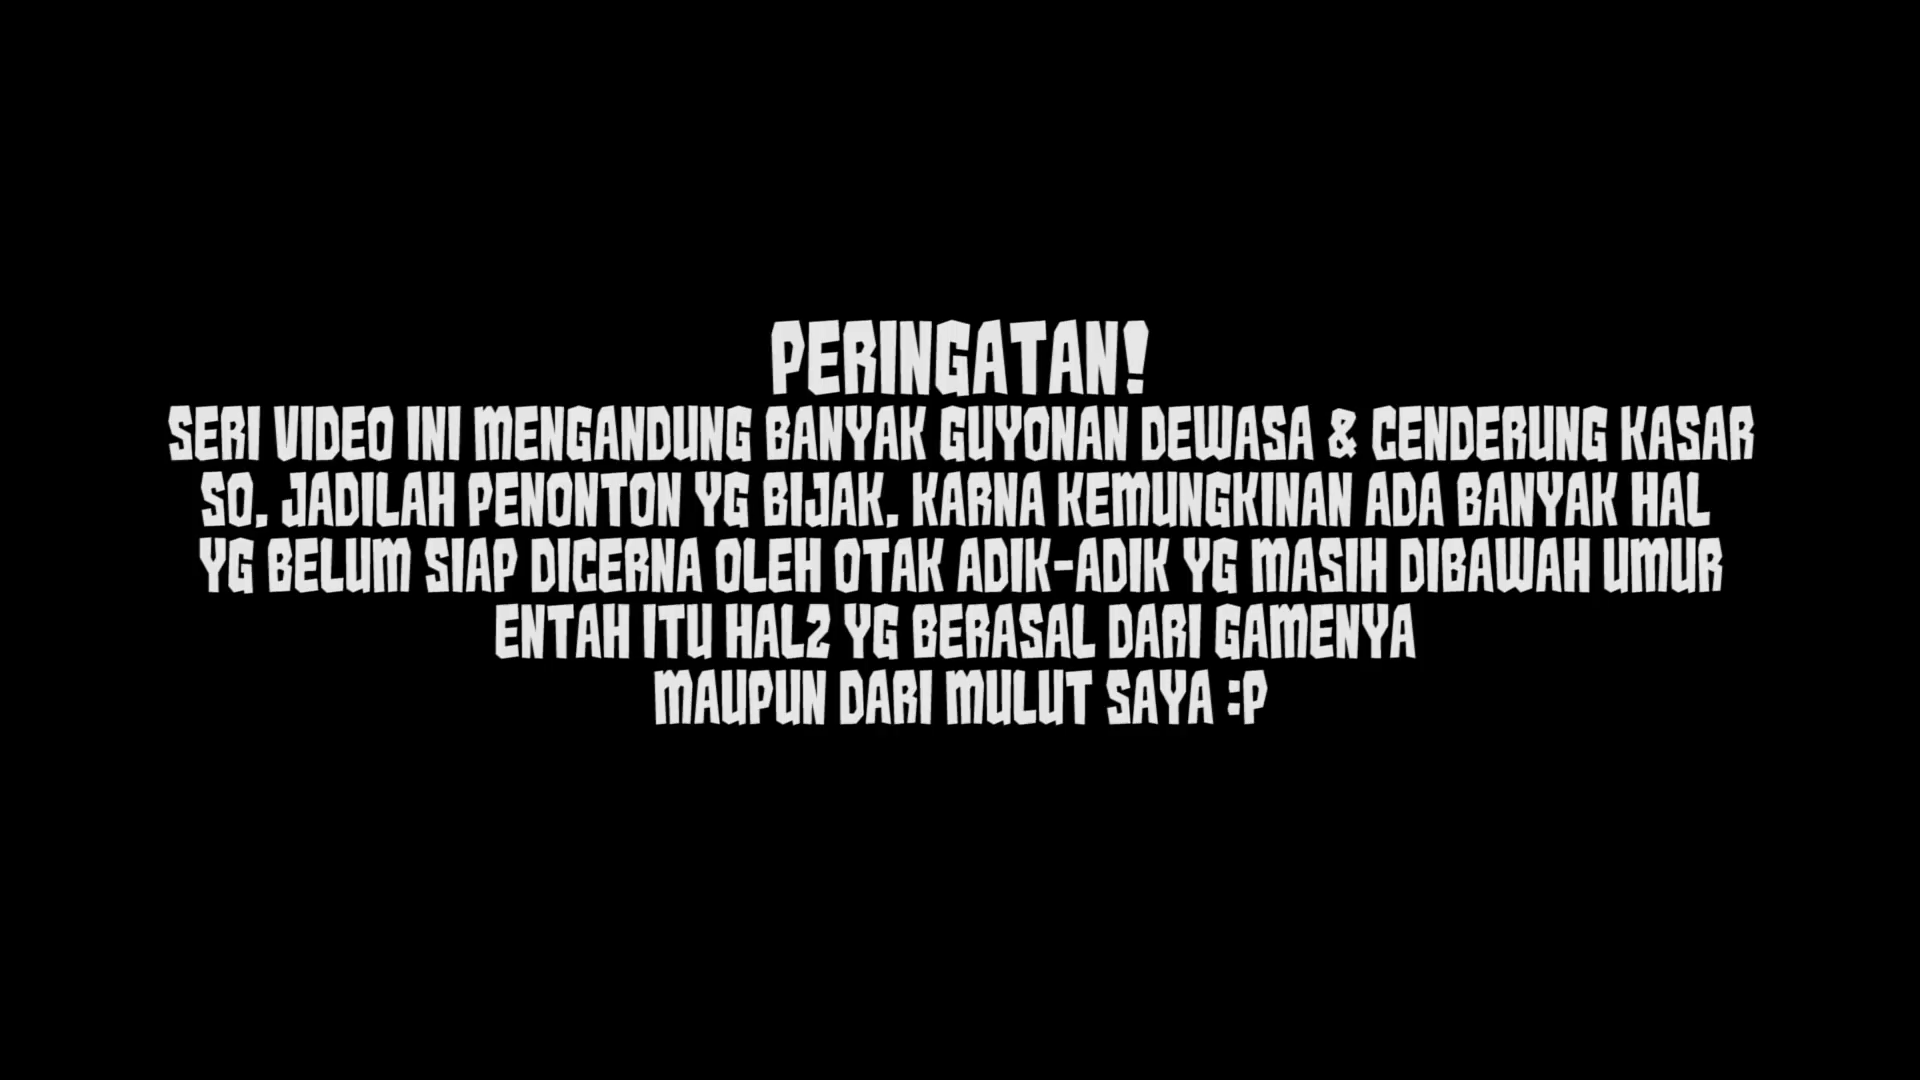 PERINGATAN!
SERI VIDEO INI MENGANDUNG BANYAK GUYONAN DEWASA & CENDERUNG KASAR
SO, JADILAH PENONTON YG BIJAK, KARNA KEMUNGKINAN ADA BANYAK HAL
YG BELUM SIAP DICERNA OLEH OTAK ADIK-ADIK YG MASIH DIBAWAH UMUR
ENTAH ITU HAL2 YG BERASAL DARI GAMENYA
MAUPUN DARI MULUT SAYA :P